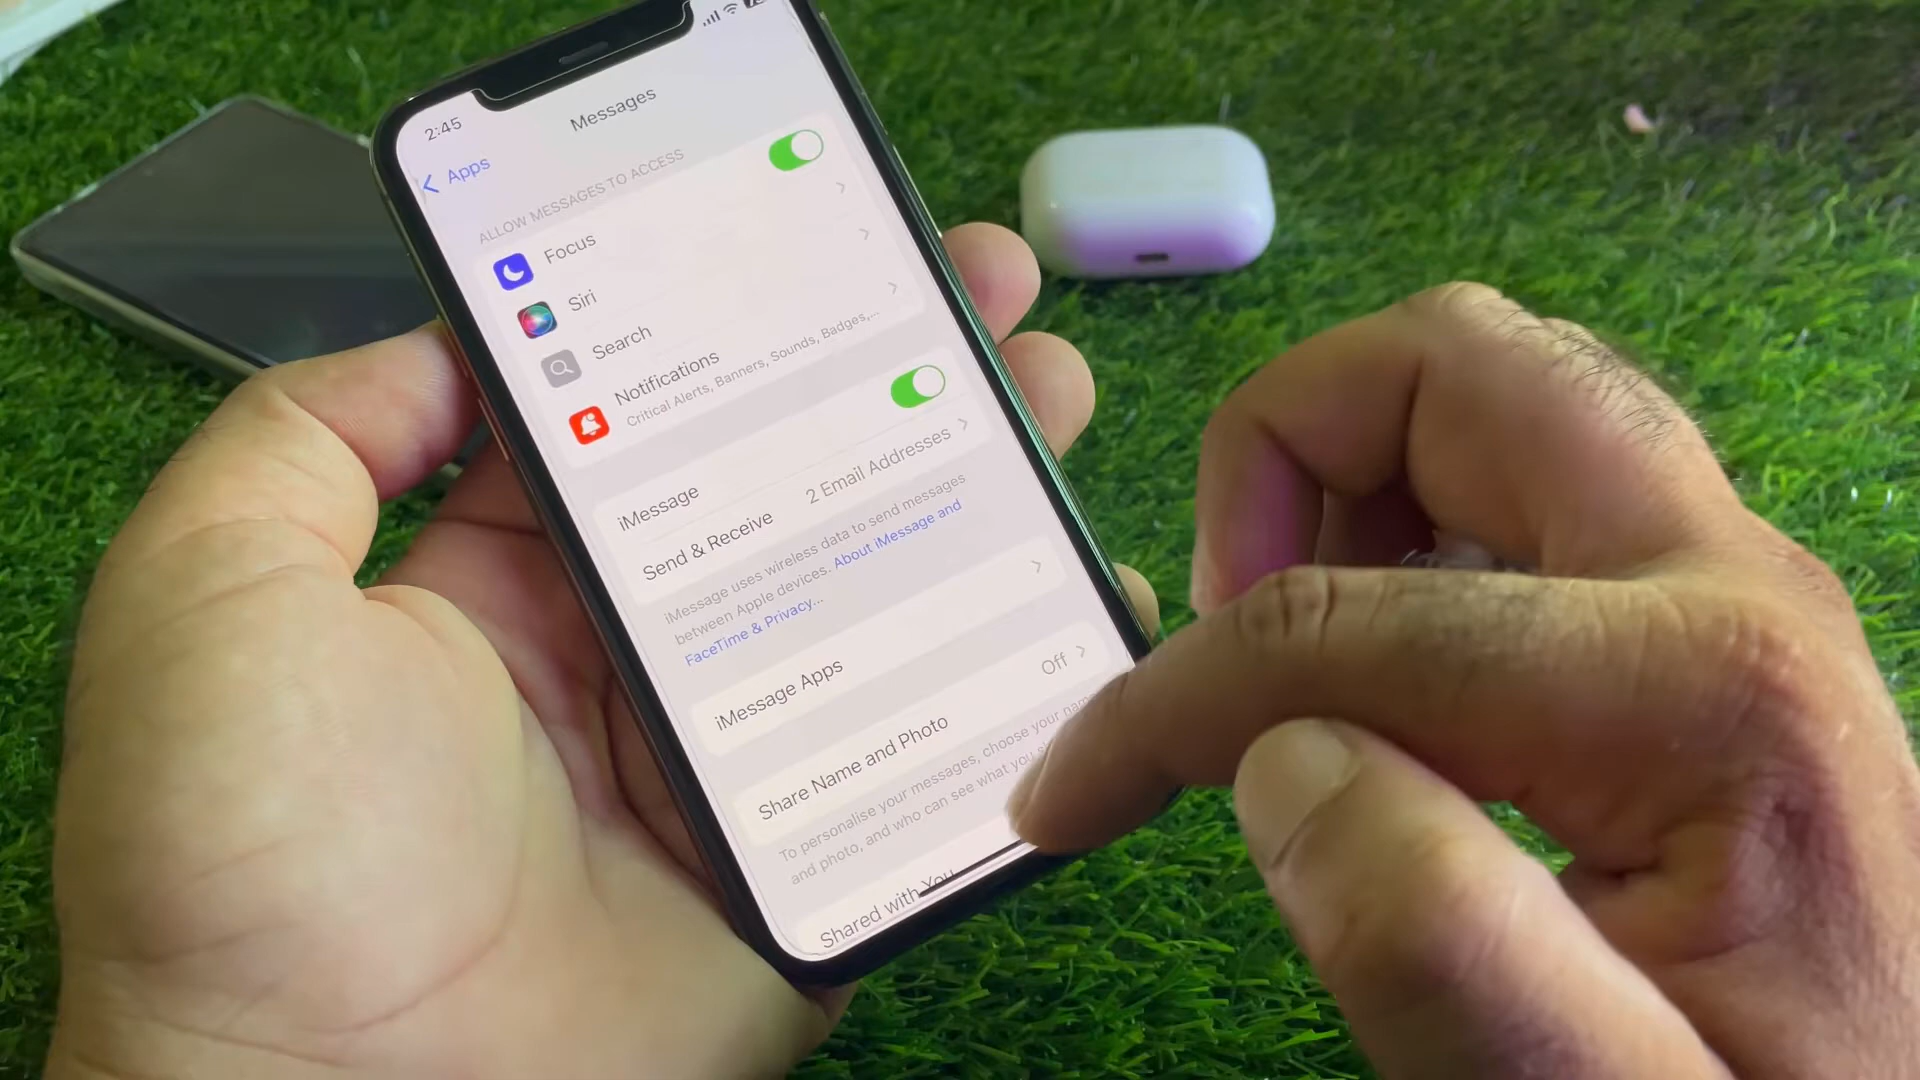 2:45
Messages
Apps
ALLOW MESSAGES TO ACCESS
Focus
Siri
Search
Notifications
Critical Alerts, Banners, Sounds, Badges,...
iMessage
Send & Receive 2 Email Addresses
iMessage uses wireless data to send messages
between Apple devices. About iMessage and
FaceTime & Privacy...
iMessage Apps
Share Name and Photo Off
To personalise your messages, choose your name
and photo, and who can see what you
Shared with You